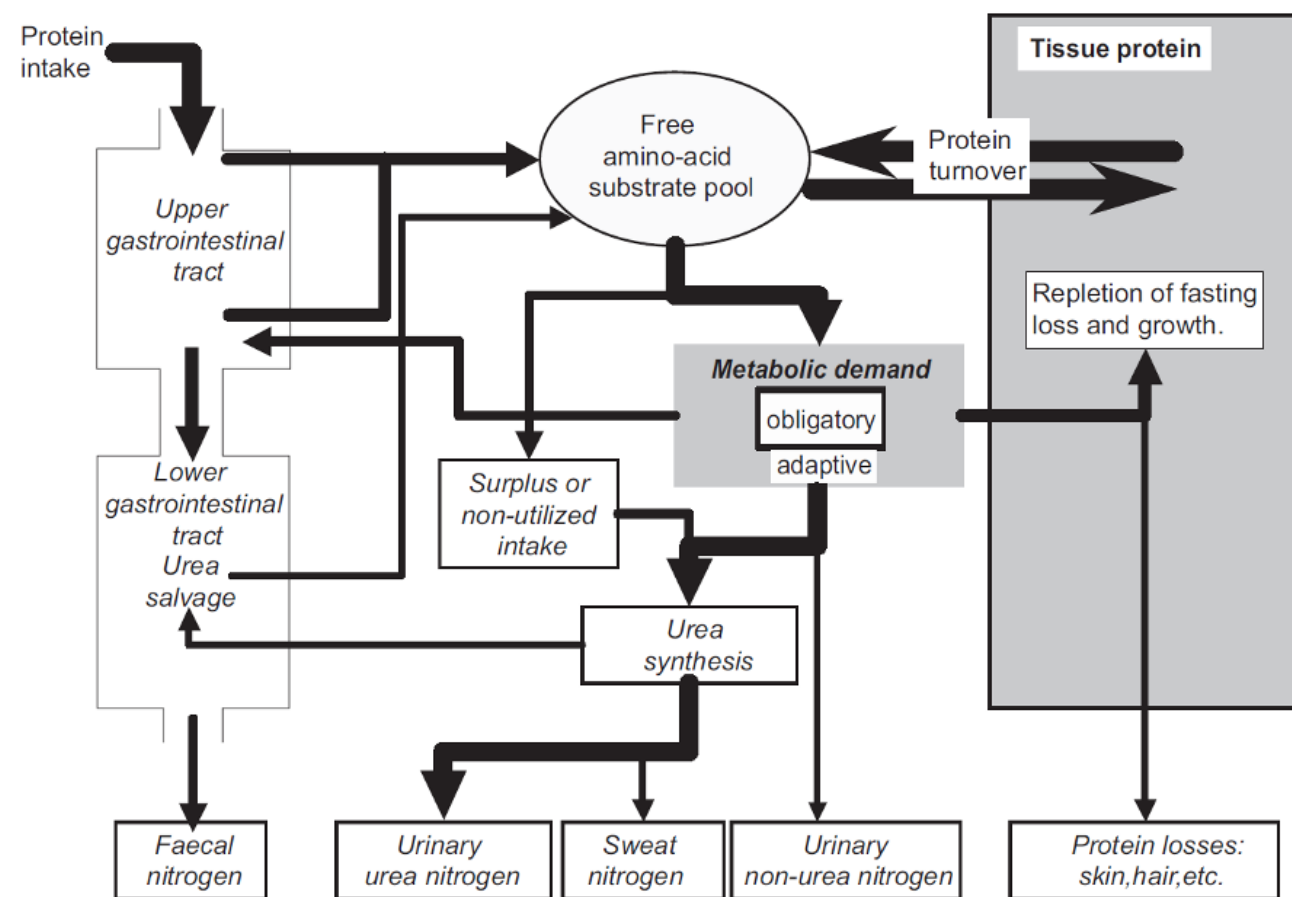 Protein
intake
Upper
gastrointestinal
tract
Lower
gastrointestinal
tract
Urea
salvage
Free
amino-acid
substrate pool
Protein
turnover
Tissue protein
Repletion of fasting
loss and growth.
Metabolic demand
obligatory
adaptive
Surplus or
non-utilized
intake
Urea
synthesis
Faecal
nitrogen
Urinary
urea nitrogen
Sweat
nitrogen
Urinary
non-urea nitrogen
Protein losses:
skin,hair,etc.